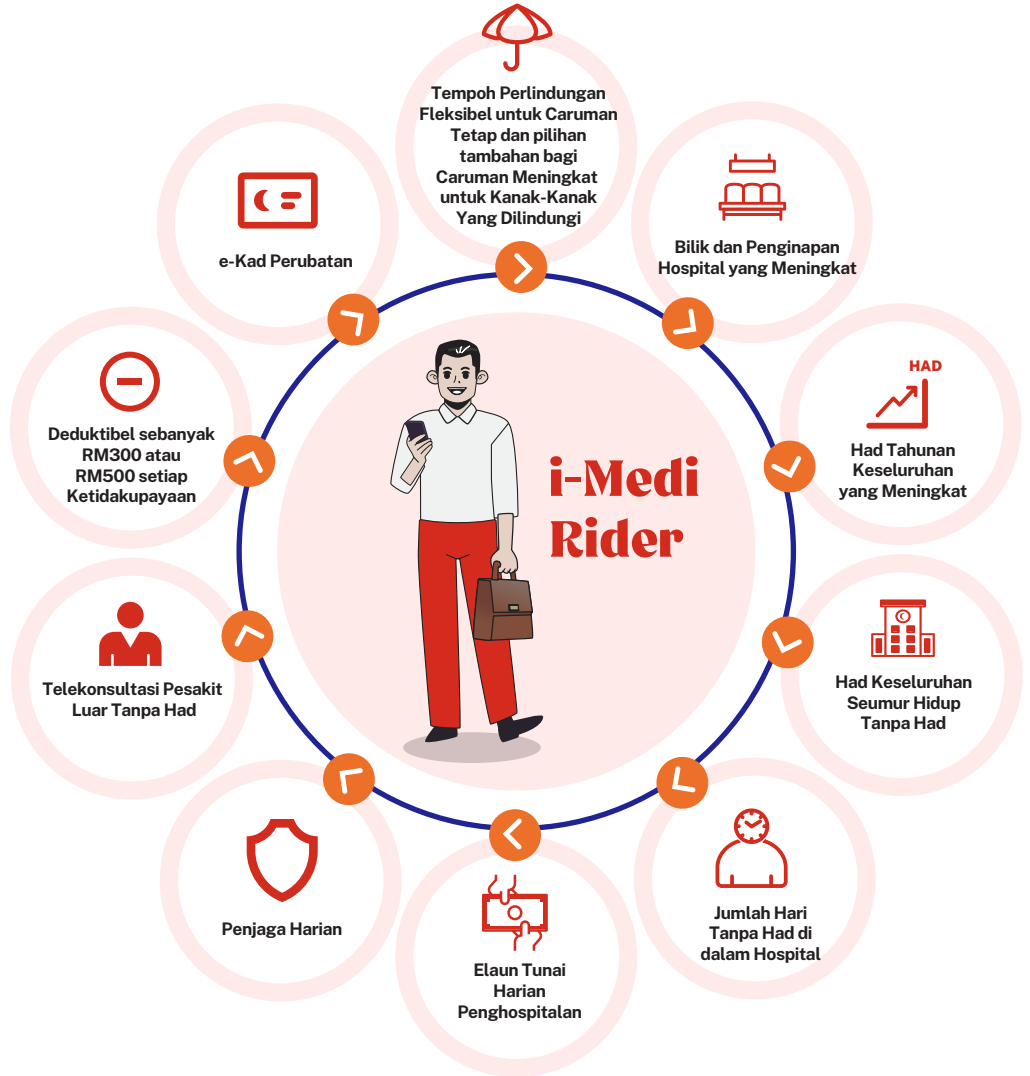 Tempoh Perlindungan
Fleksibel untuk Caruman
Tetap dan pilihan
tambahan bagi
Caruman Meningkat
untuk Kanak-Kanak
Yang Dilindungi
Bilik dan Penginapan
Hospital yang Meningkat
HAD
Had Tahunan
Keseluruhan
yang Meningkat
Had Keseluruhan
Seumur Hidup
Tanpa Had
Jumlah Hari
Tanpa Had di
dalam Hospital
Elaun Tunai
Harian
Penghospitalan
Penjaga Harian
Telekonsultasi Pesakit
Luar Tanpa Had
Deduktibel sebanyak
RM300 atau
RM500 setiap
Ketidakupayaan
e-Kad Perubatan
i-Medi
Rider